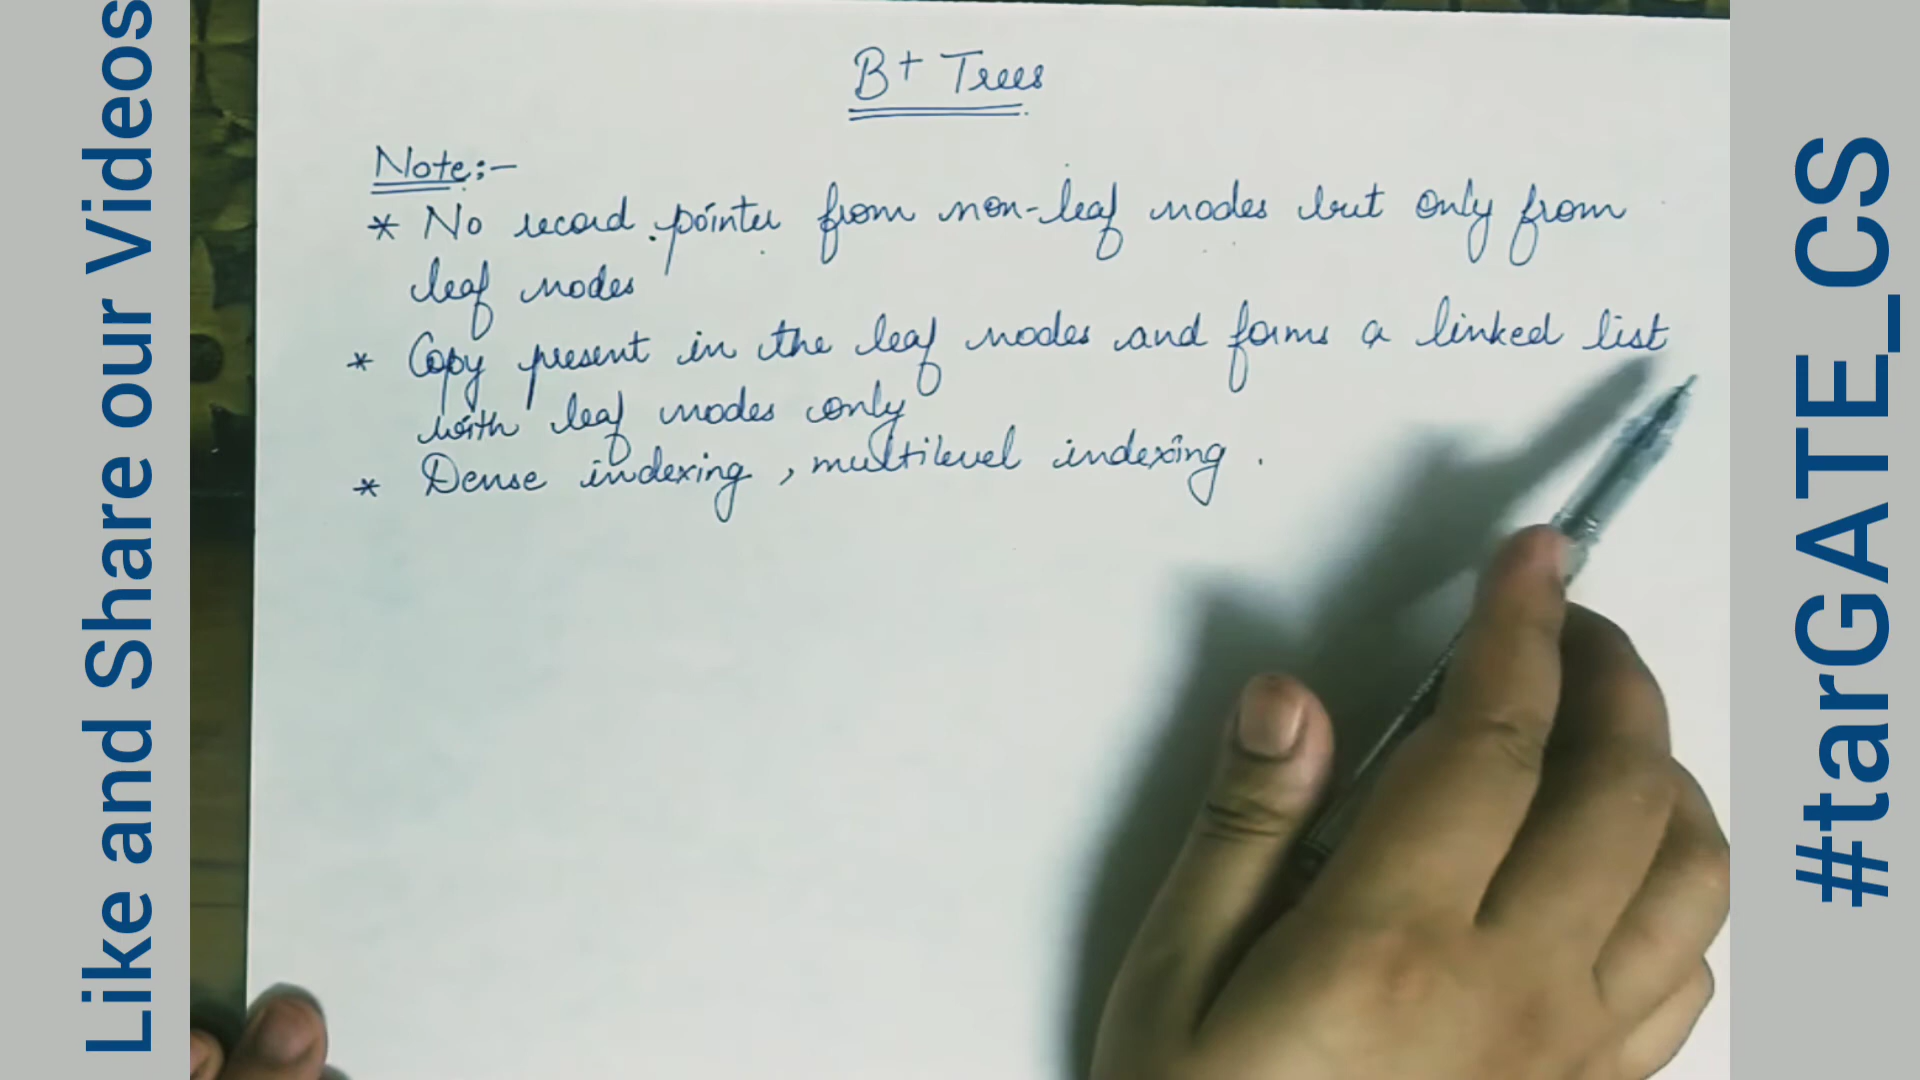 Like and Share our Videos
B+ Trees
Note:-
* No record pointer from non-leaf nodes but only from
leaf nodes
* Copy present in the leaf nodes and forms a linked list
with leaf nodes only
* Dense indexing, multilevel indexing.
#tarGATE_CS